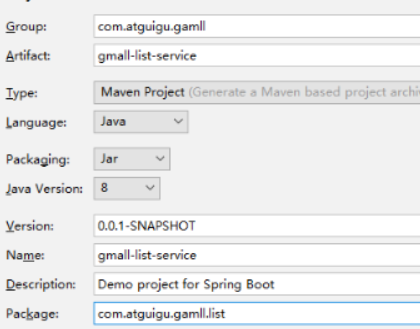 Group: com.atguigu.gamll
Artifact: gmall-list-service
Type: Maven Project (Generate a Maven based project archi
Language: Java
Packaging: Jar
Java Version: 8
Version: 0.0.1-SNAPSHOT
Name: gmall-list-service
Description: Demo project for Spring Boot
Package: com.atguigu.gamll.list